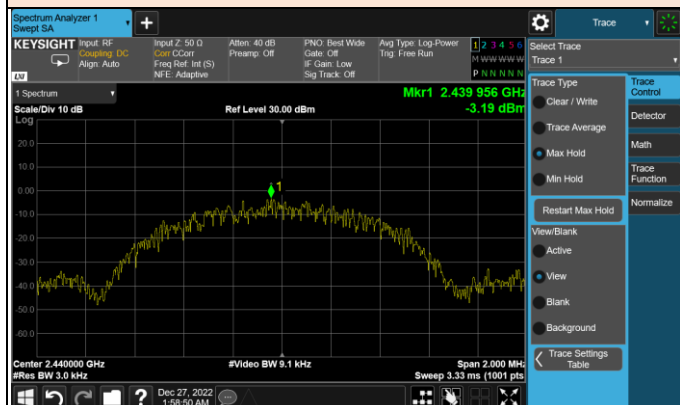 Spectrum Analyzer 1
Swept SA
+
Trace
KEYSIGHT
Input: RF
Coupling: DC
Align: Auto
Input Z: 50 Ω
Corr CCorr
Freq Ref: Int (S)
NFE: Adaptive
Atten: 40 dB
Preamp: Off
PNO: Best Wide
Gate: Off
IF Gain: Low
Sig Track: Off
Avg Type: Log-Power
Trig: Free Run
1 2 3 4 5 6
M W W W W W
P N N N N N
LXI
Select Trace
Trace 1
1 Spectrum
Scale/Div 10 dB
Ref Level 30.00 dBm
Mkr1 2.439 956 GHz
-3.19 dBm
Log
20.0
10.0
0.00
-10.0
-20.0
-30.0
-40.0
-50.0
-60.0
1
Center 2.440000 GHz
#Res BW 3.0 kHz
#Video BW 9.1 kHz
Span 2.000 MHz
Sweep 3.33 ms (1001 pts)
Trace Type
Clear / Write
Trace Average
Max Hold
Min Hold
Restart Max Hold
View/Blank
Active
View
Blank
Background
Trace Settings
Table
Trace
Control
Detector
Math
Trace
Function
Normalize
?
Dec 27, 2022
1:58:50 AM